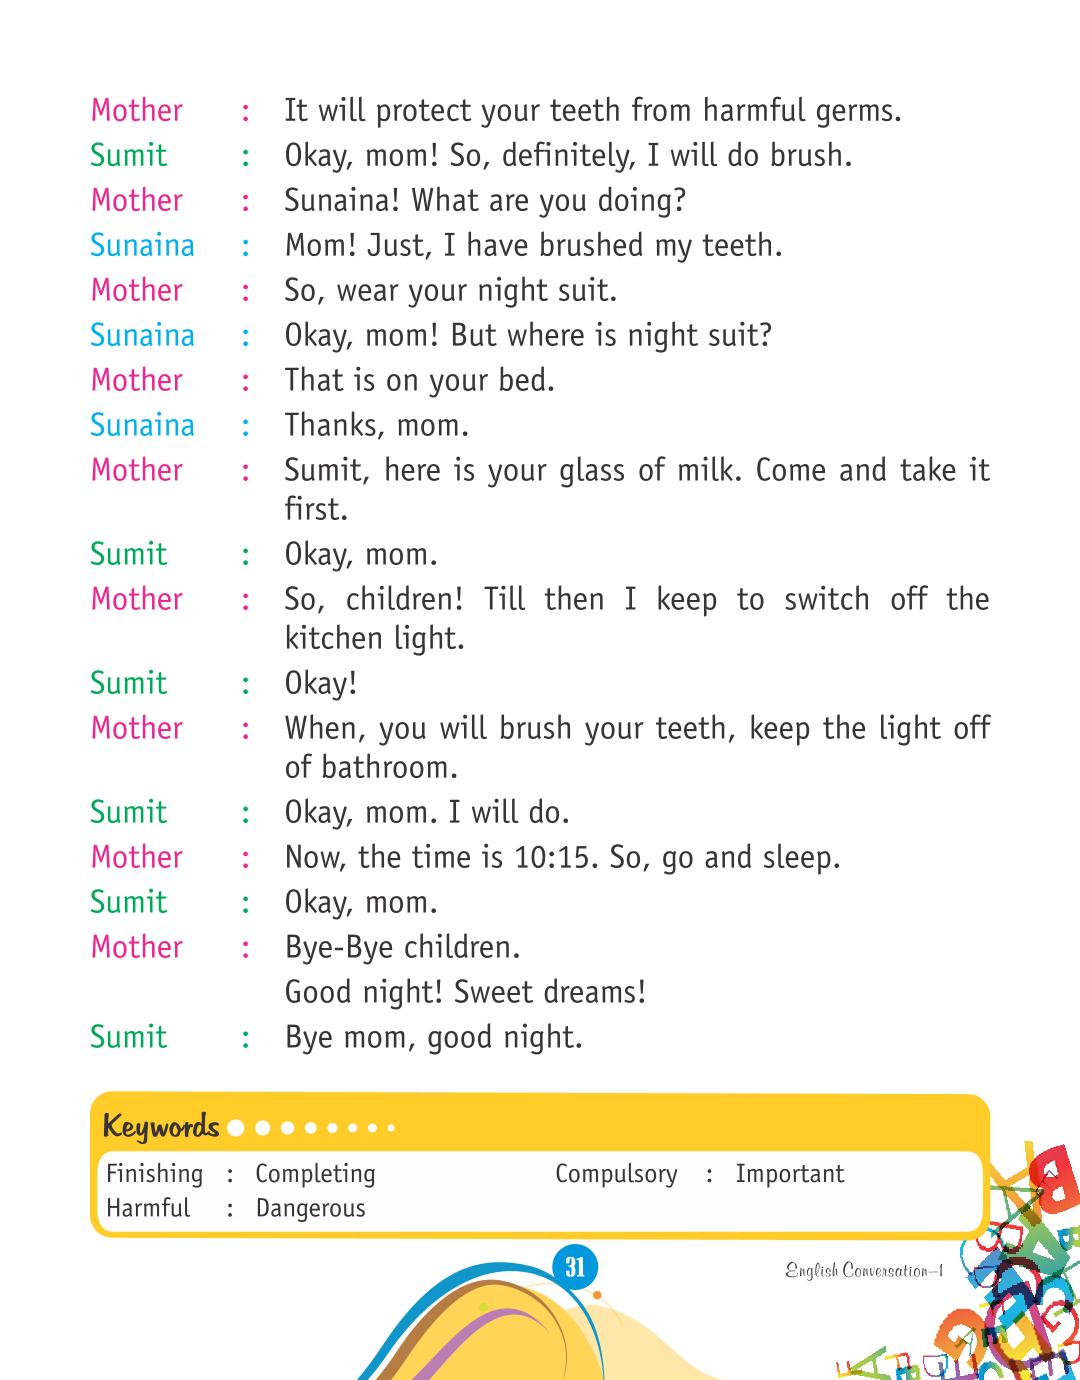 Mother : It will protect your teeth from harmful germs.
Sumit : Okay, mom! So, definitely, I will do brush.
Mother : Sunaina! What are you doing?
Sunaina : Mom! Just, I have brushed my teeth.
Mother : So, wear your night suit.
Sunaina : Okay, mom! But where is night suit?
Mother : That is on your bed.
Sunaina : Thanks, mom.
Mother : Sumit, here is your glass of milk. Come and take it
first.
Sumit : Okay, mom.
Mother : So, children! Till then I keep to switch off the
kitchen light.
Sumit : Okay!
Mother : When, you will brush your teeth, keep the light off
of bathroom.
Sumit : Okay, mom. I will do.
Mother : Now, the time is 10:15. So, go and sleep.
Sumit : Okay, mom.
Mother : Bye-Bye children.
Good night! Sweet dreams!
Sumit : Bye mom, good night.
Keywords
Finishing : Completing Compulsory : Important
Harmful : Dangerous
31
English Conversation–1